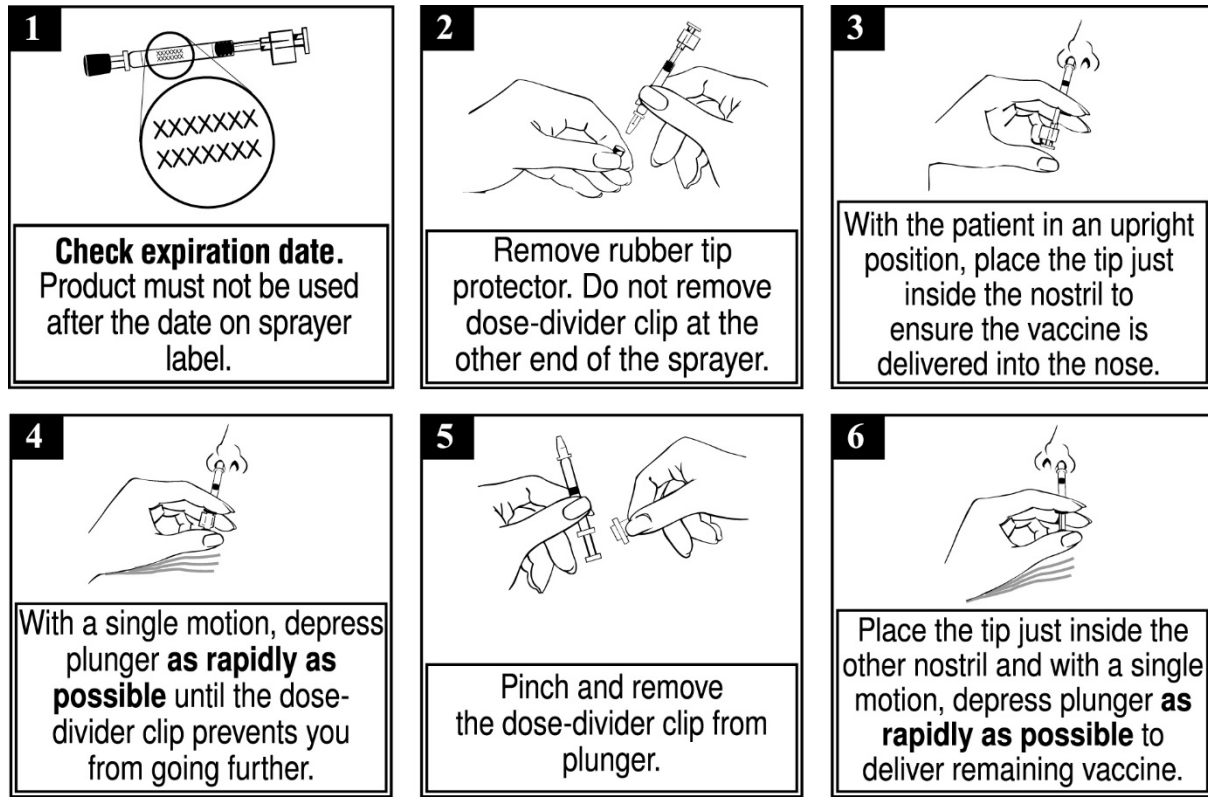 1
XXXXXXX
XXXXXXX
XXXXXXX
XXXXXXX
Check expiration date.
Product must not be used
after the date on sprayer
label.
2
Remove rubber tip
protector. Do not remove
dose-divider clip at the
other end of the sprayer.
3
With the patient in an upright
position, place the tip just
inside the nostril to
ensure the vaccine is
delivered into the nose.
4
With a single motion, depress
plunger as rapidly as
possible until the dose-
divider clip prevents you
from going further.
5
Pinch and remove
the dose-divider clip from
plunger.
6
Place the tip just inside the
other nostril and with a single
motion, depress plunger as
rapidly as possible to
deliver remaining vaccine.